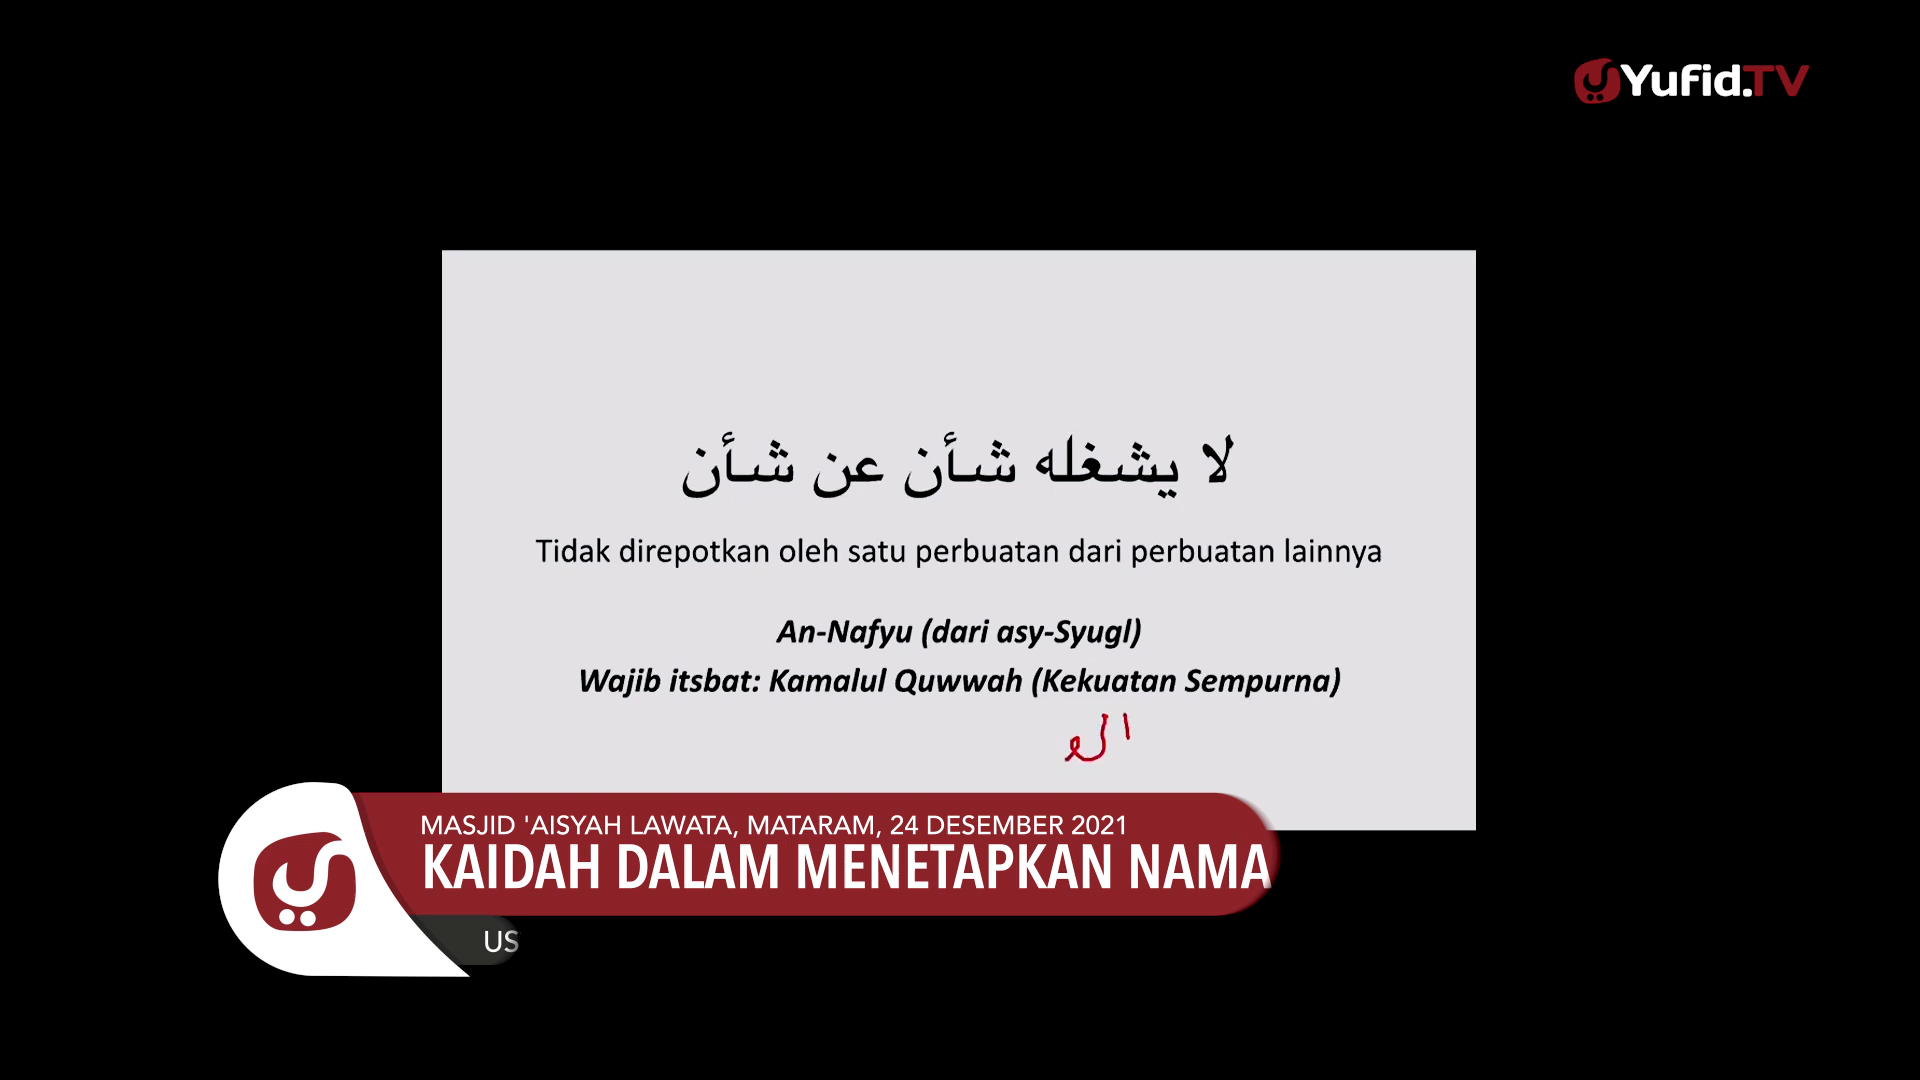 Yufid.TV
لا يشغله شأن عن شأن
Tidak direpotkan oleh satu perbuatan dari perbuatan lainnya
An-Nafyu (dari asy-Syugl)
Wajib itsbat: Kamalul Quwwah (Kekuatan Sempurna)
MASJID 'AISYAH LAWATA, MATARAM, 24 DESEMBER 2021
KAIDAH DALAM MENETAPKAN NAMA
US